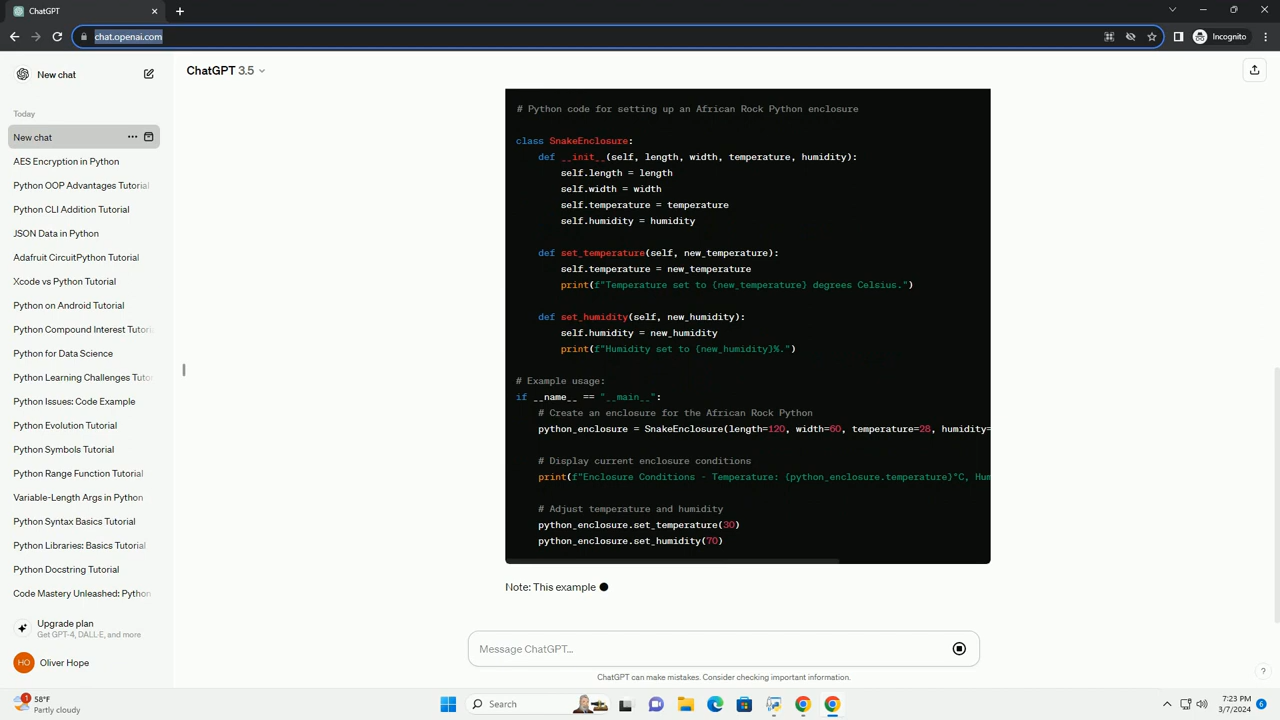 ChatGPT
chat.openai.com
Incognito
New chat
ChatGPT 3.5
Today
New chat
AES Encryption in Python
Python OOP Advantages Tutorial
Python CLI Addition Tutorial
JSON Data in Python
Adafruit CircuitPython Tutorial
Xcode vs Python Tutorial
Python on Android Tutorial
Python Compound Interest Tutoria
Python for Data Science
Python Learning Challenges Tutor
Python Issues: Code Example
Python Evolution Tutorial
Python Symbols Tutorial
Python Range Function Tutorial
Variable-Length Args in Python
Python Syntax Basics Tutorial
Python Libraries: Basics Tutorial
Python Docstring Tutorial
Code Mastery Unleashed: Python
Upgrade plan
Get GPT-4, DALL·E, and more
HO
Oliver Hope
# Python code for setting up an African Rock Python enclosure
class SnakeEnclosure:
def __init__(self, length, width, temperature, humidity):
self.length = length
self.width = width
self.temperature = temperature
self.humidity = humidity
def set_temperature(self, new_temperature):
self.temperature = new_temperature
print(f"Temperature set to {new_temperature} degrees Celsius.")
def set_humidity(self, new_humidity):
self.humidity = new_humidity
print(f"Humidity set to {new_humidity}%.")
# Example usage:
if __name__ == "__main__":
# Create an enclosure for the African Rock Python
python_enclosure = SnakeEnclosure(length=120, width=60, temperature=28, humidity=
# Display current enclosure conditions
print(f"Enclosure Conditions - Temperature: {python_enclosure.temperature}°C, Hum
# Adjust temperature and humidity
python_enclosure.set_temperature(30)
python_enclosure.set_humidity(70)
Note: This example
Message ChatGPT...
ChatGPT can make mistakes. Consider checking important information.
?
1
58°F
Partly cloudy
Search
7:23 PM
3/7/2024
6